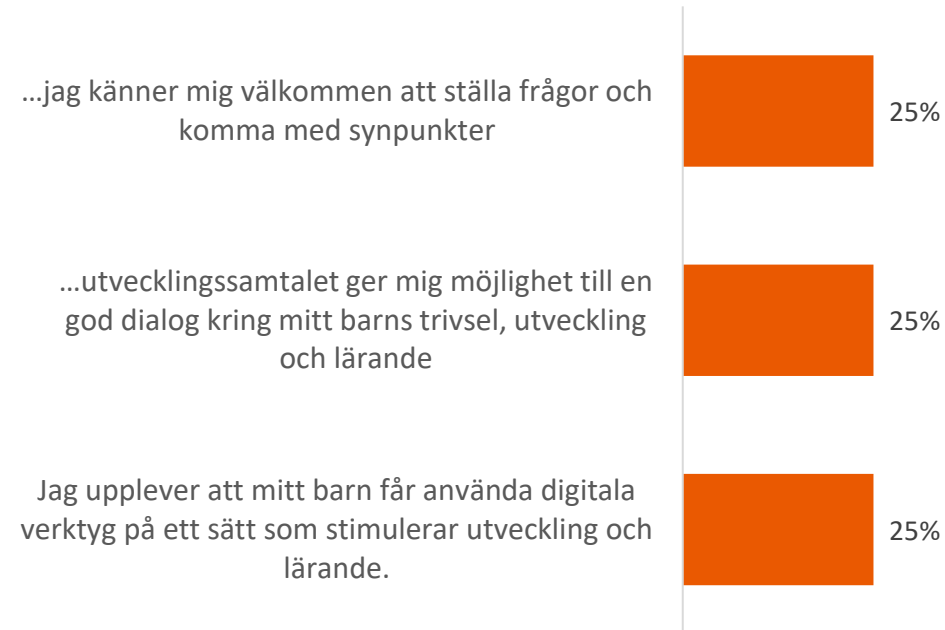 ...jag känner mig välkommen att ställa frågor och
komma med synpunkter
25%
...utvecklingssamtalet ger mig möjlighet till en
god dialog kring mitt barns trivsel, utveckling
och lärande
25%
Jag upplever att mitt barn får använda digitala
verktyg på ett sätt som stimulerar utveckling och
lärande.
25%